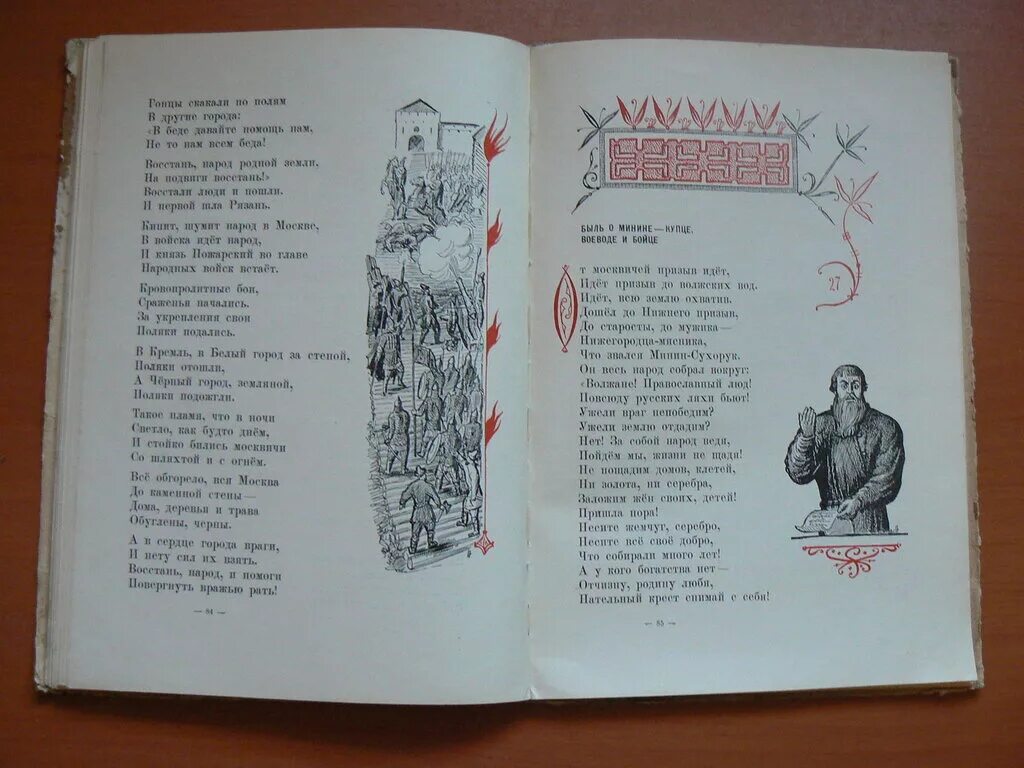 Гонцы скакали по полям
В другие города:
«В беде давайте помощь нам,
Не то нам всем беда!
Восстань, народ родной земли,
На подвиги восстань!»
Восстали люди и пошли.
И первой шла Рязань.
Кипит, шумит народ в Москве,
В войска идёт народ,
И князь Пожарский во главе
Народных войск встаёт.
Кровопролитные бои,
Сраженья начались.
За укрепления свои
Поляки подались.
В Кремль, в Белый город за стеной,
Поляки отошли,
А Чёрный город, земляной,
Поляки подожгли.
Такое пламя, что в ночи
Светло, как будто днём,
И стойко бились москвичи
Со шляхтой и с огнём.
Всё обгорело, вся Москва
До каменной стены —
Дома, деревья и трава
Обуглены, черны.
А в сердце города враги,
И нету сил их взять.
Восстань, народ, и помоги
Повергнуть вражью рать!
— 84 —
БЫЛЬ О МИНИНЕ — КУПЦЕ,
ВОЕВОДЕ И БОЙЦЕ
27
От москвичей призыв идёт,
Идёт призыв до волжских вод.
Идёт, всю землю охватив.
Дошёл до Нижнего призыв,
До старосты, до мужика —
Нижегородца-мясника,
Что звался Минин-Сухорук.
Он весь народ собрал вокруг:
«Волжане! Православный люд!
Повсюду русских ляхи бьют!
Ужели враг непобедим?
Ужели землю отдадим?
Нет! За собой народ ведя,
Пойдём мы, жизни не щадя!
Не пощадим домов, клетей,
Ни золота, ни серебра,
Заложим жён своих, детей!
Пришла пора!
Несите жемчуг, серебро,
Несите всё своё добро,
Что собирали много лет!
А у кого богатства нет —
Отчизну, родину любя,
Нательный крест снимай с себя!
— 85 —